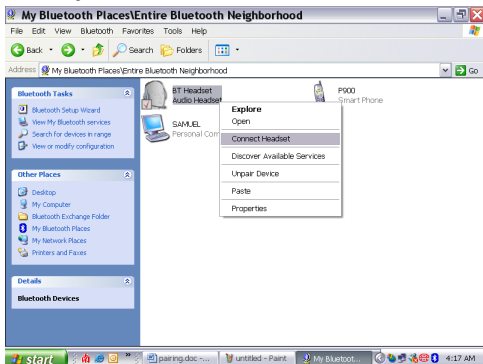 My Bluetooth Places\Entire Bluetooth Neighborhood
File Edit View Bluetooth Favorites Tools Help
Back Search Folders
Address My Bluetooth Places\Entire Bluetooth Neighborhood Go
Bluetooth Tasks
Bluetooth Setup Wizard
View My Bluetooth services
Search for devices in range
View or modify configuration
Other Places
Desktop
My Computer
Bluetooth Exchange Folder
My Bluetooth Places
My Network Places
Printers and Faxes
Details
Bluetooth Devices
BT Headset
Audio Headset
P900
Smart Phone
SAMUEL
Personal Com
Explore
Open
Connect Headset
Discover Available Services
Unpair Device
Paste
Properties
start pairing.doc -... untitled - Paint My Bluetoot... 4:17 AM